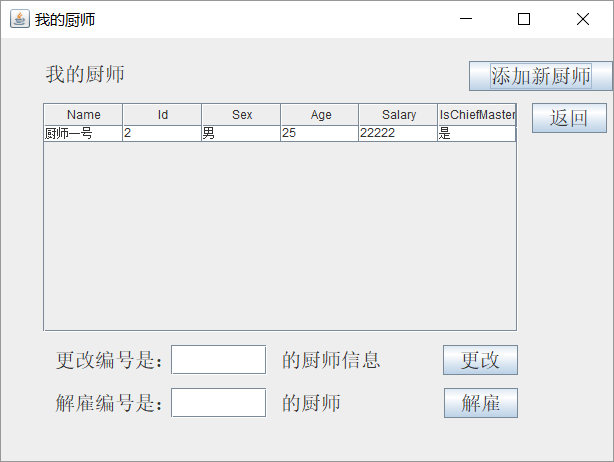 我的厨师
我的厨师 添加新厨师
返回
Name Id Sex Age Salary IsChiefMaster
厨师一号 2 男 25 22222 是
更改编号是: 的厨师信息 更改
解雇编号是: 的厨师 解雇